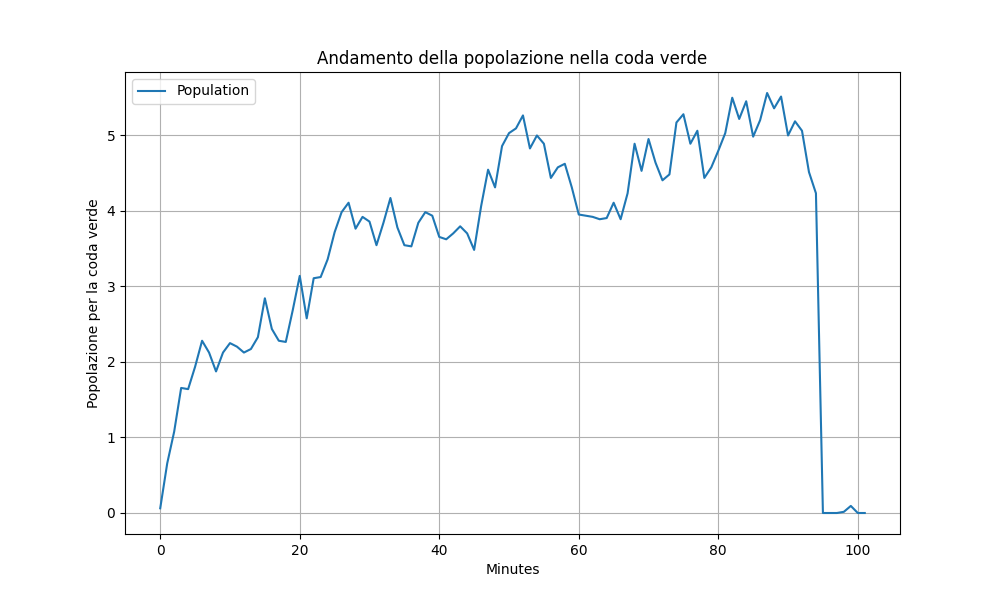 Andamento della popolazione nella coda verde
Population
Popolazione per la coda verde
5
4
3
2
1
0
0 20 40 60 80 100
Minutes